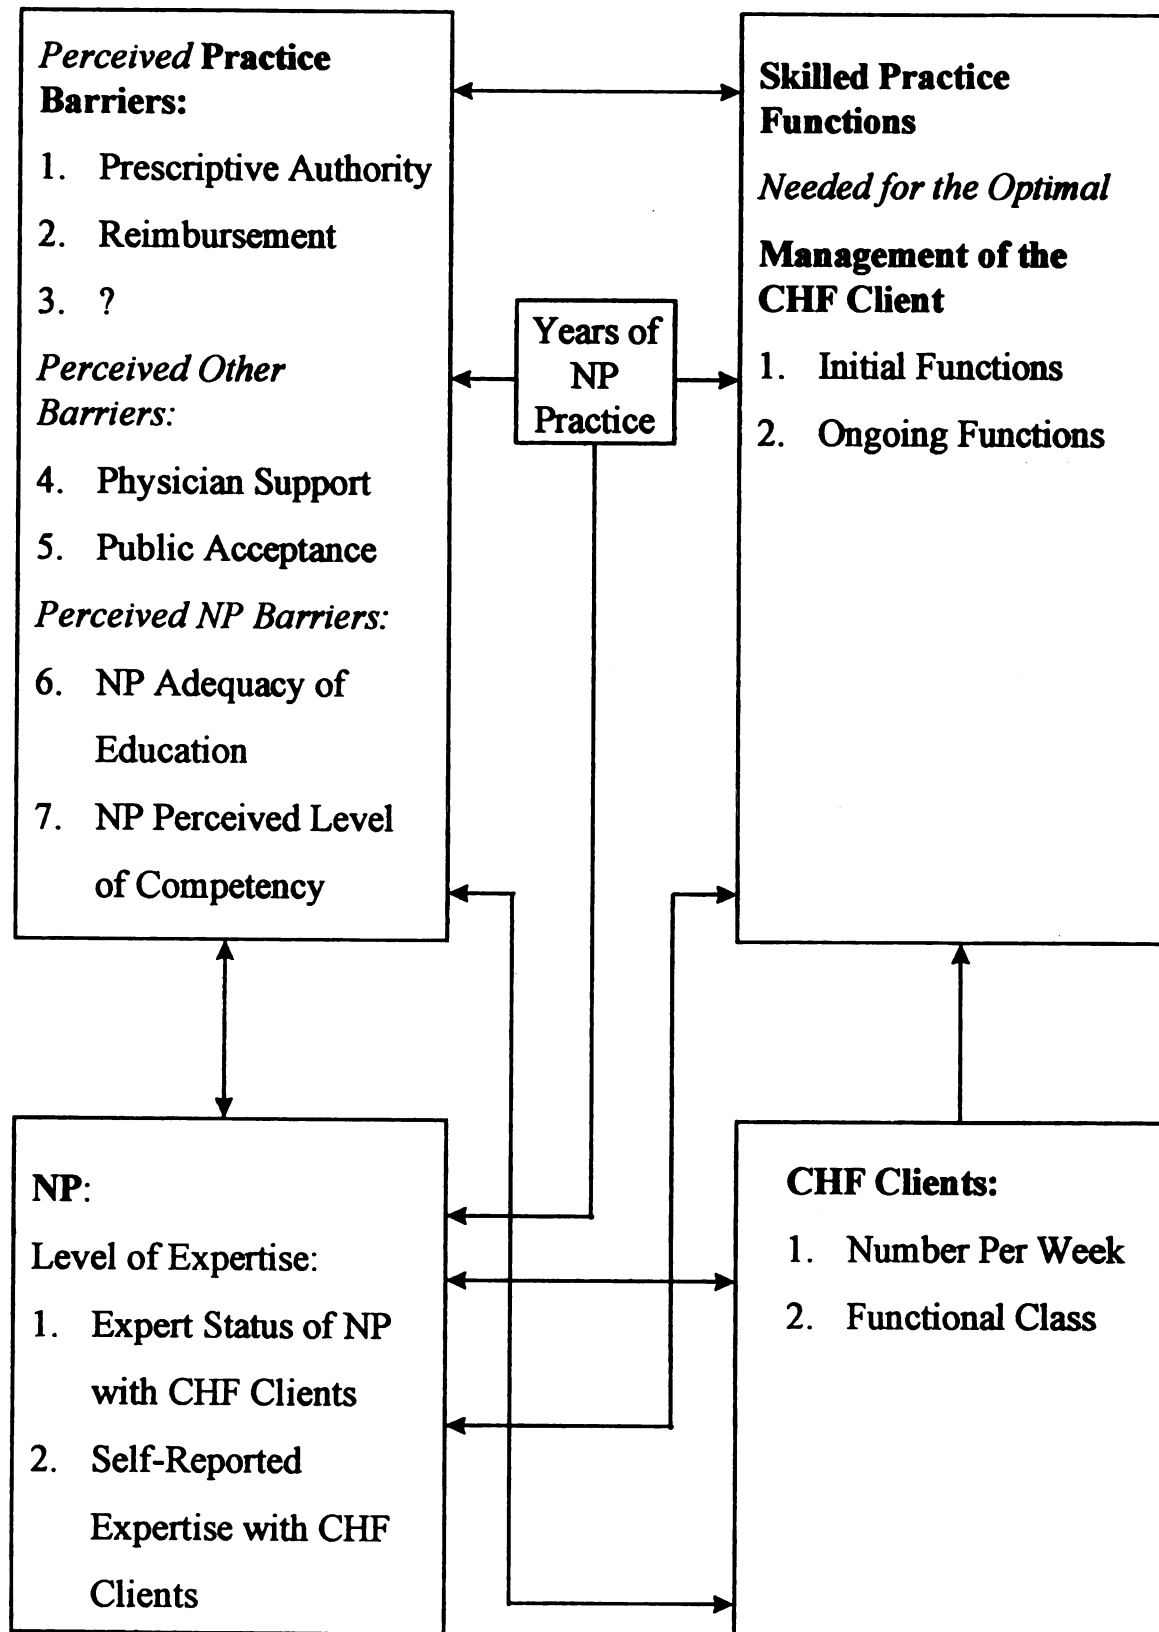 Perceived Practice
Barriers:
1. Prescriptive Authority
2. Reimbursement
3. ?
Perceived Other
Barriers:
4. Physician Support
5. Public Acceptance
Perceived NP Barriers:
6. NP Adequacy of
Education
7. NP Perceived Level
of Competency
Years of
NP
Practice
Skilled Practice
Functions
Needed for the Optimal
Management of the
CHF Client
1. Initial Functions
2. Ongoing Functions
NP:
Level of Expertise:
1. Expert Status of NP
with CHF Clients
2. Self-Reported
Expertise with CHF
Clients
CHF Clients:
1. Number Per Week
2. Functional Class